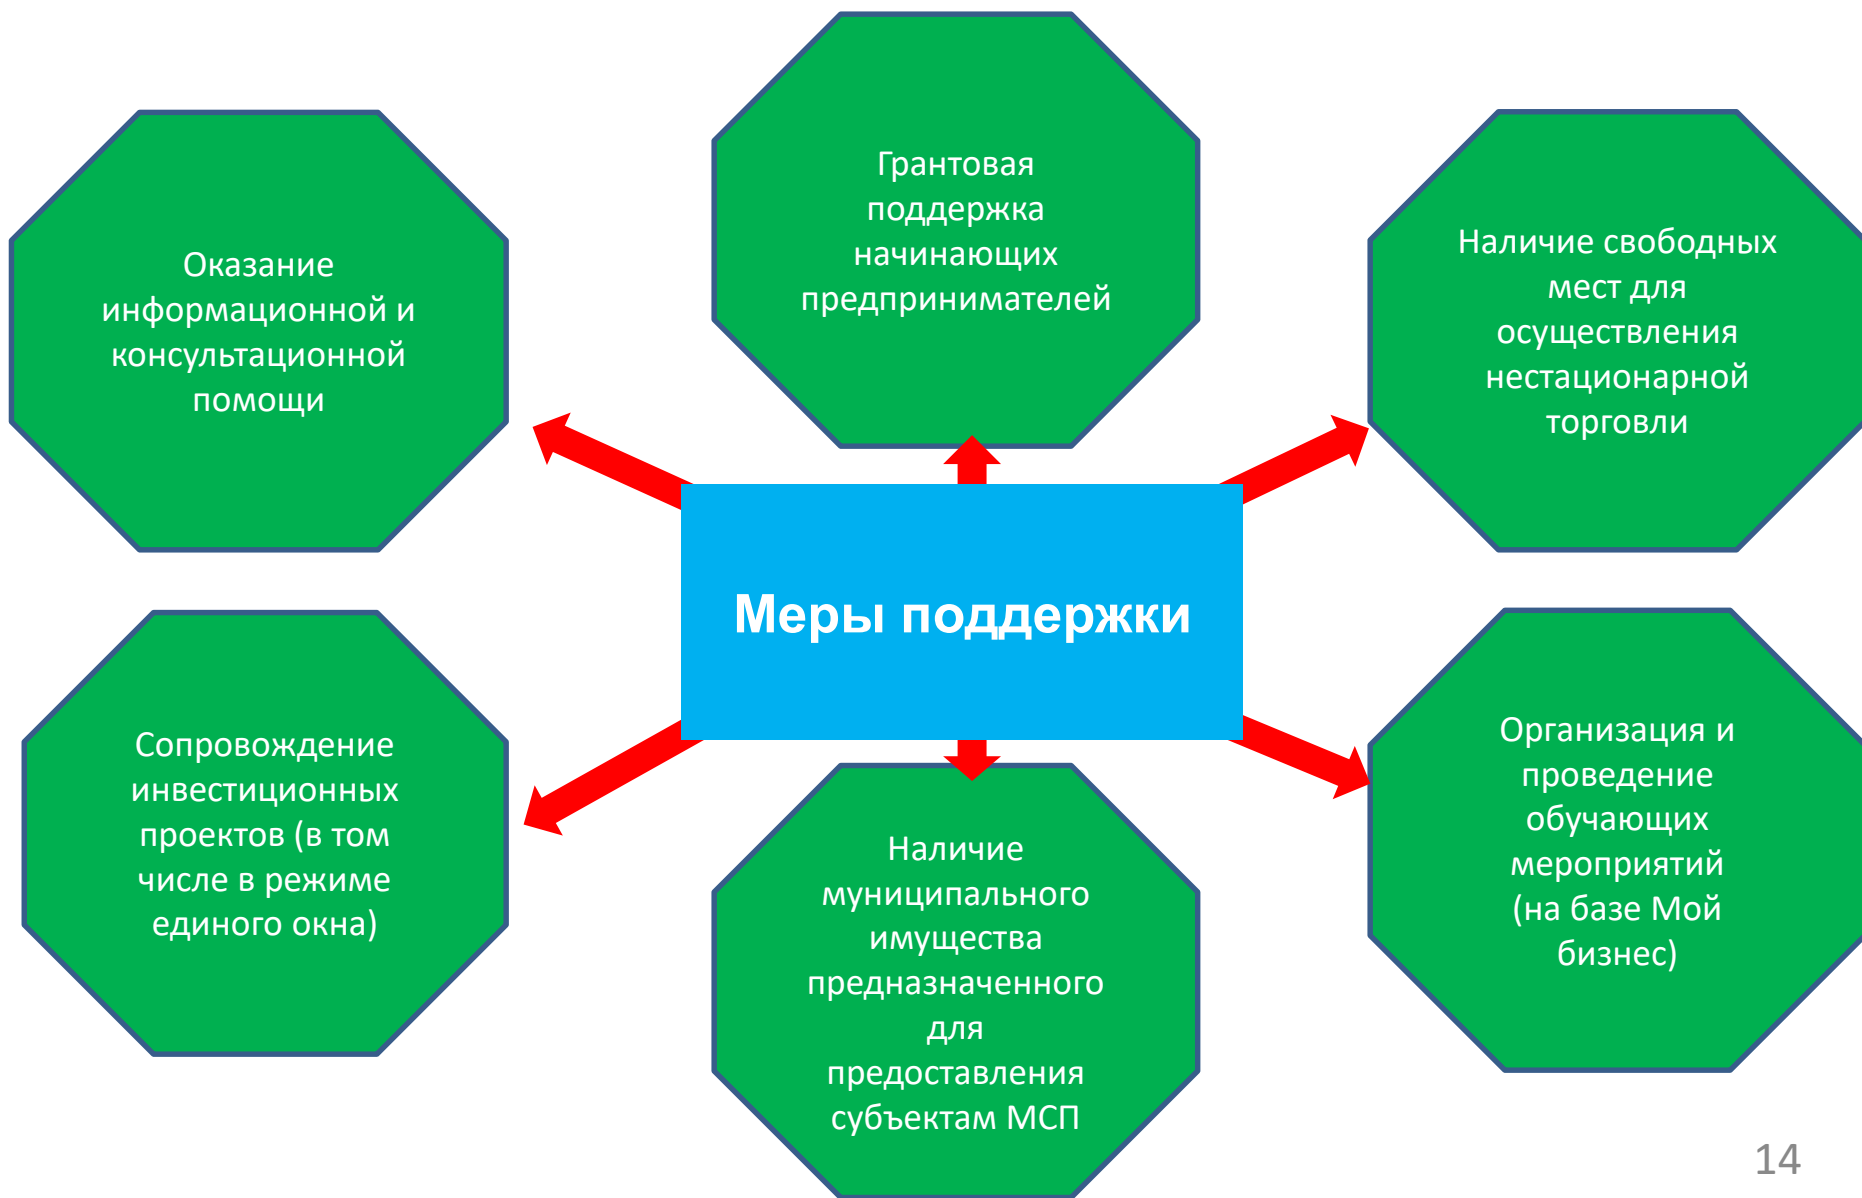 Грантовая
поддержка
начинающих
предпринимателей
Оказание
информационной и
консультационной
помощи
Наличие свободных
мест для
осуществления
нестационарной
торговли
Меры поддержки
Сопровождение
инвестиционных
проектов (в том
числе в режиме
единого окна)
Наличие
муниципального
имущества
предназначенного
для
предоставления
субъектам МСП
Организация и
проведение
обучающих
мероприятий
(на базе Мой
бизнес)
14